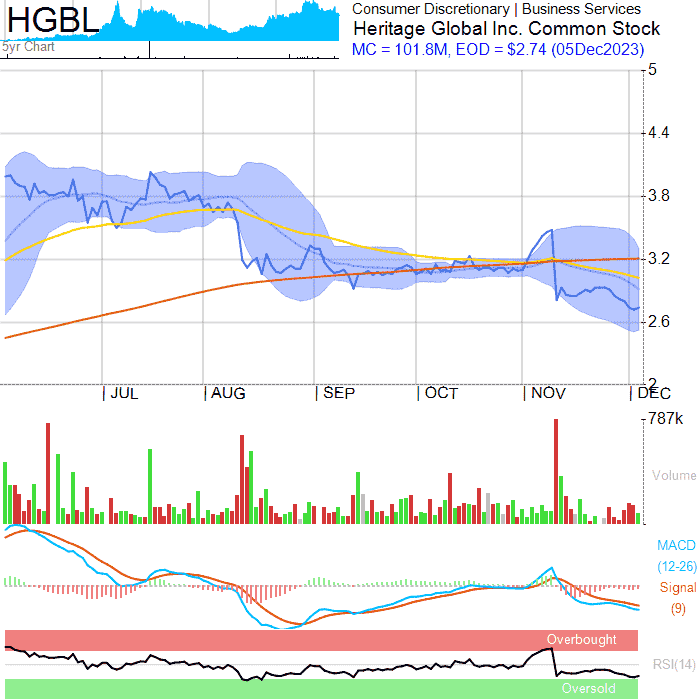 HGBL
5yr Chart
Consumer Discretionary | Business Services
Heritage Global Inc. Common Stock
MC = 101.8M, EOD = $2.74 (05Dec2023)
5
4.4
3.8
3.2
2.6
2
JUL
AUG
SEP
OCT
NOV
DEC
787k
Volume
MACD
(12-26)
Signal
(9)
Overbought
RSI(14)
Oversold